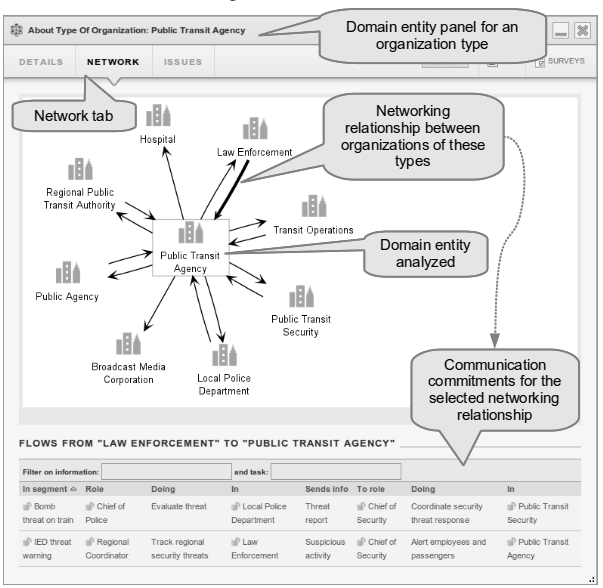 About Type Of Organization: Public Transit Agency
Domain entity panel for an
organization type
DETAILS
NETWORK
ISSUES
SURVEYS
Network tab
Networking
relationship between
organizations of these
types
Hospital
Law Enforcement
Regional Public
Transit Authority
Transit Operations
Public Transit
Agency
Domain entity
analyzed
Public Agency
Public Transit
Security
Broadcast Media
Corporation
Local Police
Department
Communication
commitments for the
selected networking
relationship
FLOWS FROM "LAW ENFORCEMENT" TO "PUBLIC TRANSIT AGENCY"
Filter on information: and task:
In segment Role Doing In Sends info To role Doing In
Bomb Chief of Evaluate threat Local Police Threat Chief of Coordinate security Public Transit
threat on train Police Department report Security threat response Security
IED threat Regional Track regional Law Suspicious Chief of Alert employees and Public Transit
warning Coordinator security threats Enforcement activity Security passengers Agency